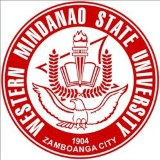 WESTERN MINDANAO STATE UNIVERSITY
1904
ZAMBOANGA CITY